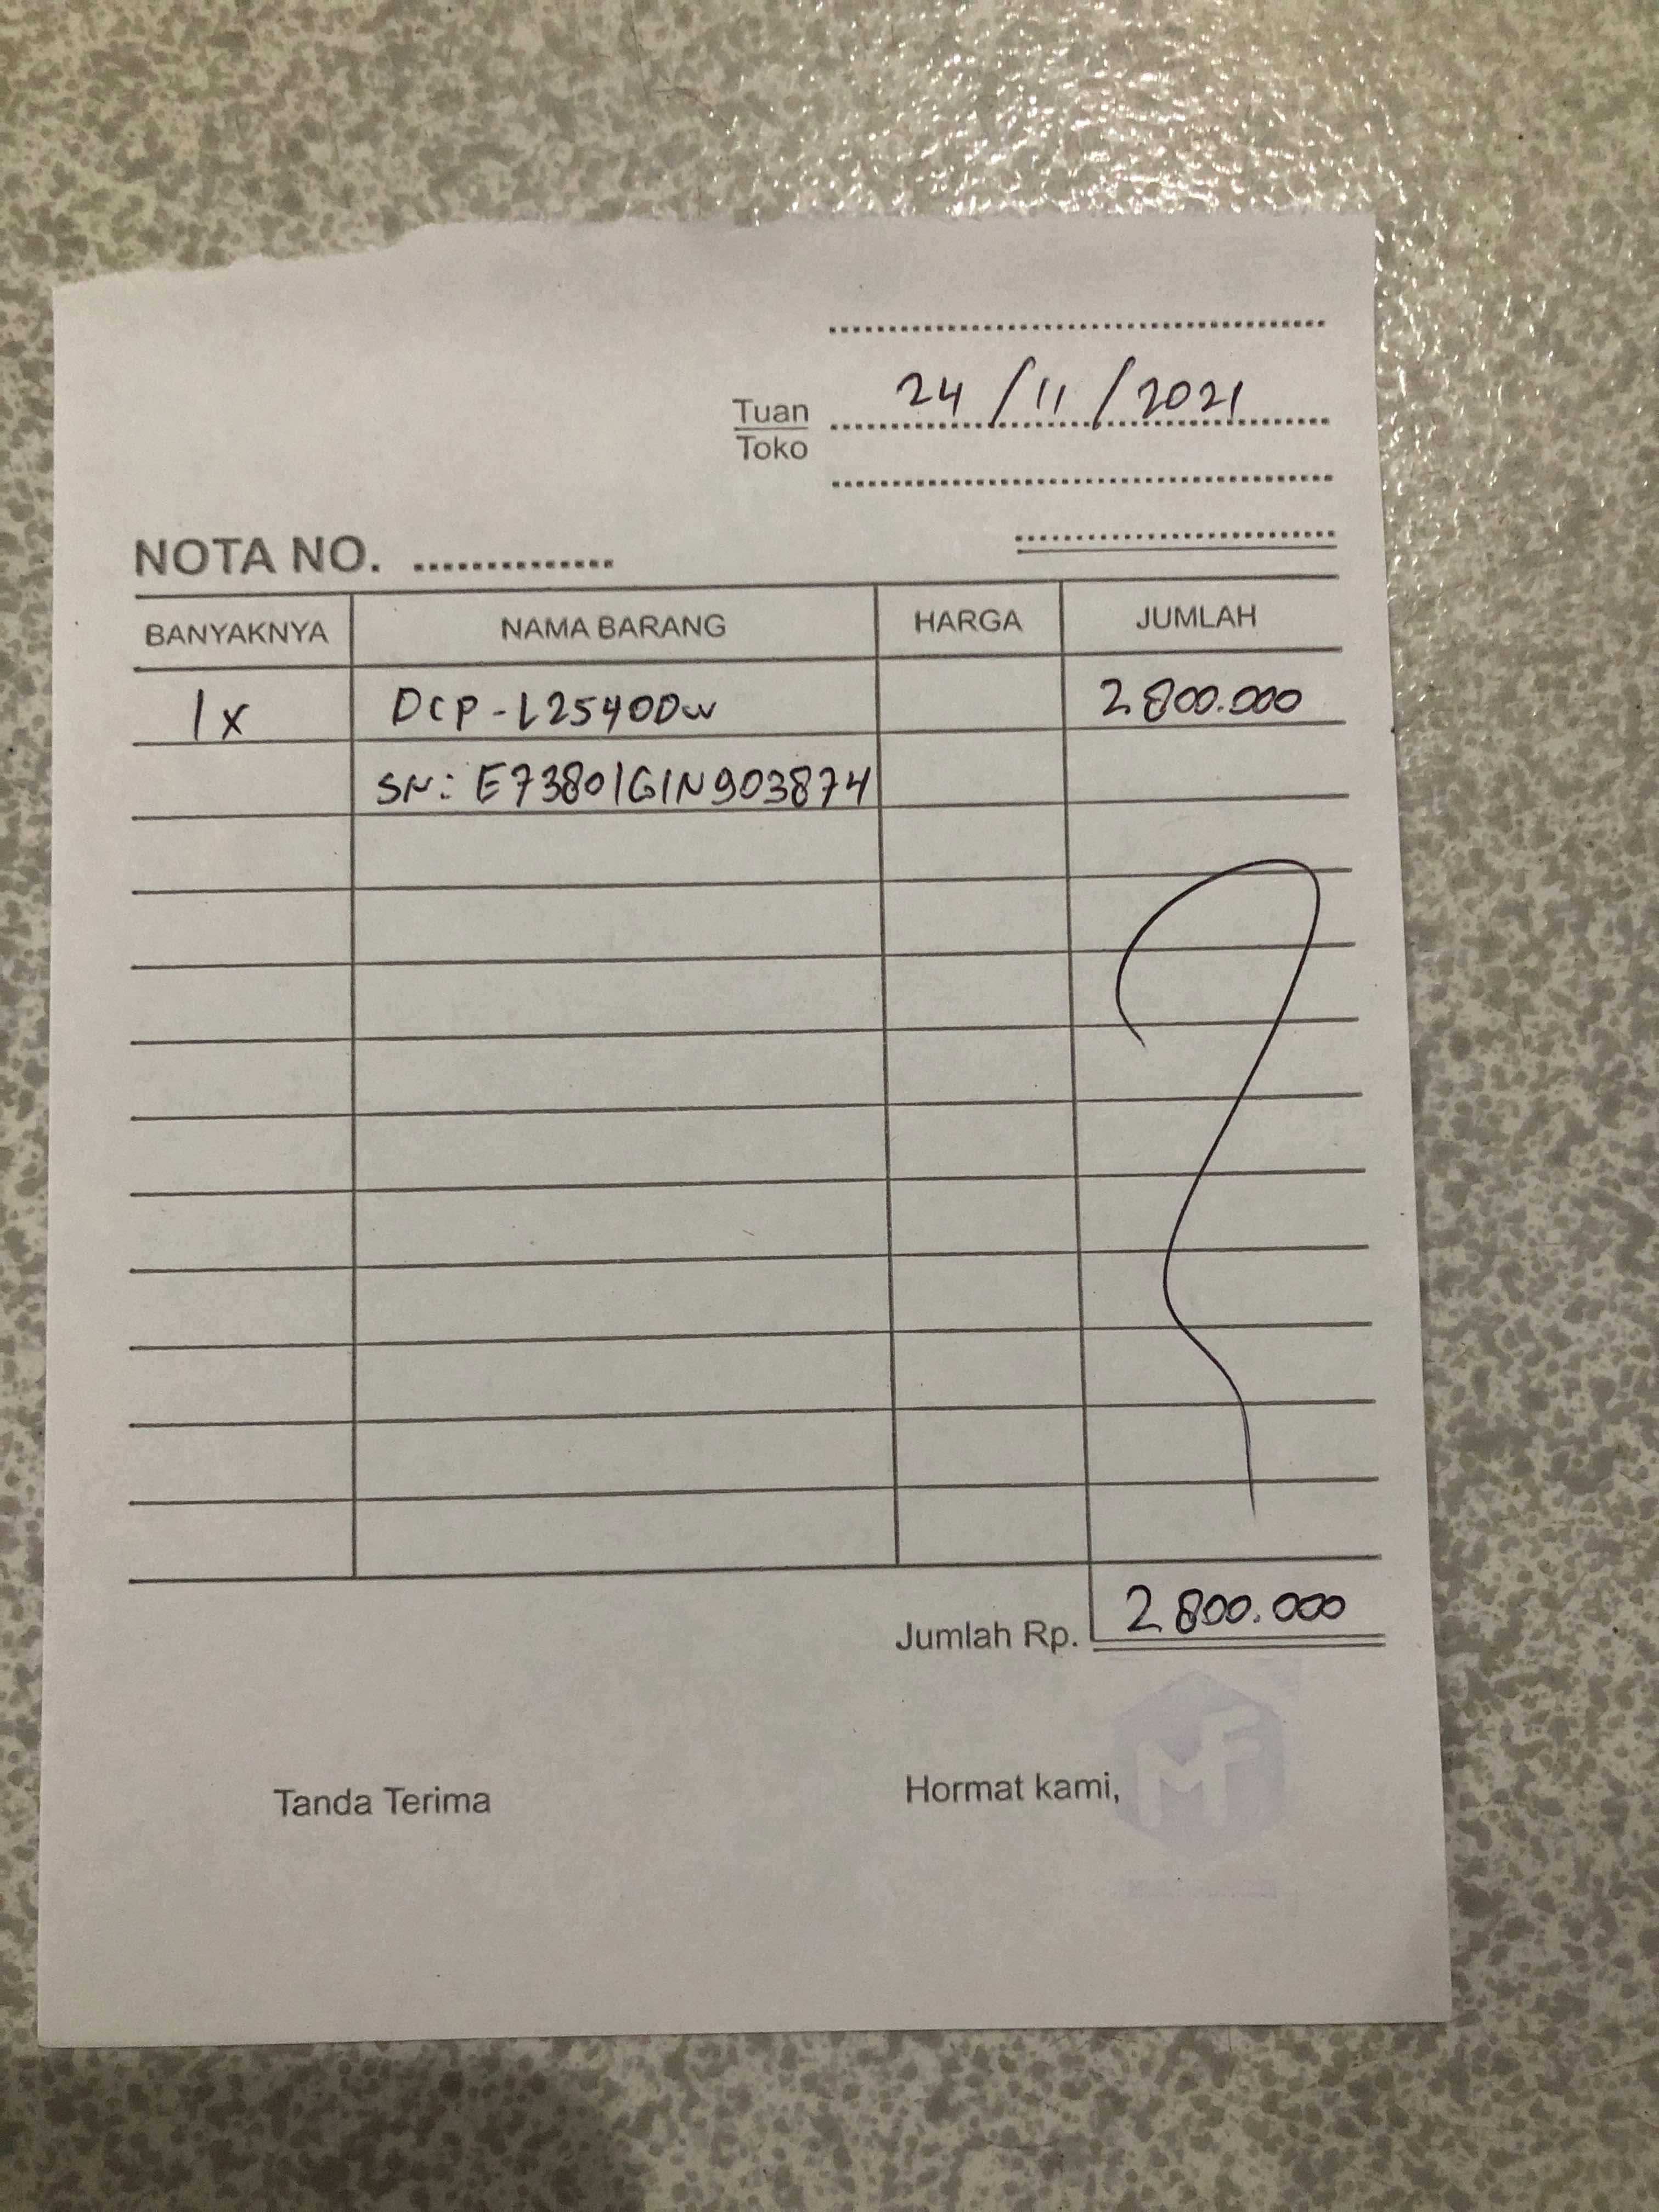 24/11/2021
Tuan
Toko
NOTA NO. ..............
BANYAKNYA NAMA BARANG HARGA JUMLAH
1x DCP-L2540DW 2.800.000
SN: E73801G1N903874
Jumlah Rp. 2.800.000
Tanda Terima Hormat kami,
MF